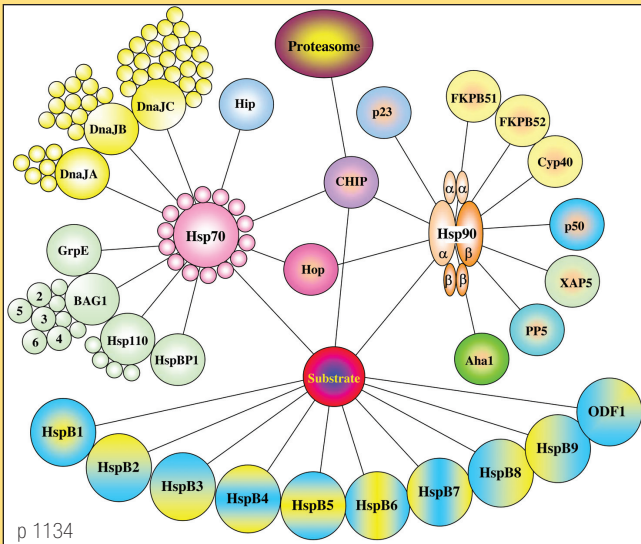 Proteasome
DnaJC
DnaJB
DnaJA
Hip
p23
FKPB51
FKPB52
Cyp40
CHIP
α α
Hsp70
Hsp90
α β
β β
p50
GrpE
Hop
XAP5
BAG1
2
5 3
6 4
Hsp110
HspBP1
PP5
Aha1
Substrate
HspB1
HspB2
HspB3
HspB4
HspB5
HspB6
HspB7
HspB8
HspB9
ODF1
p 1134